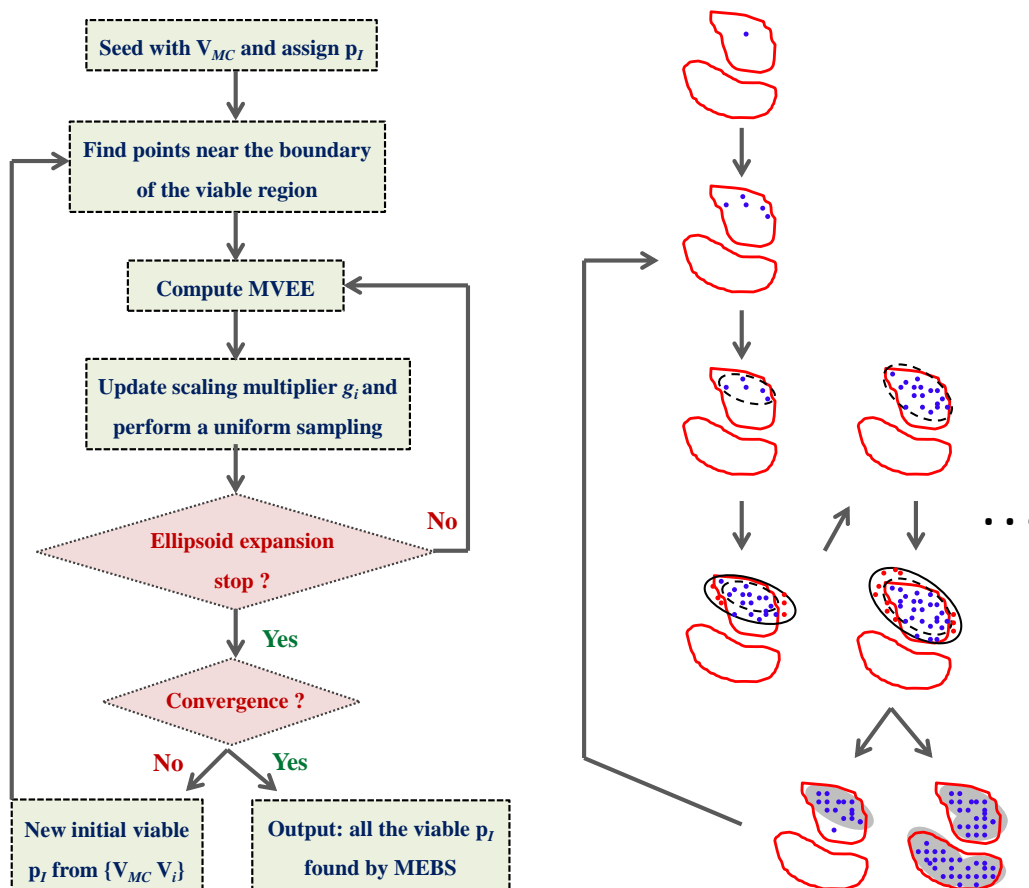 Seed with V_MC and assign p_I
Find points near the boundary
of the viable region
Compute MVEE
Update scaling multiplier g_i and
perform a uniform sampling
No
Ellipsoid expansion
stop ?
Yes
Convergence ?
No
Yes
New initial viable
p_I from {V_MC V_i}
Output: all the viable p_I
found by MEBS
. . .